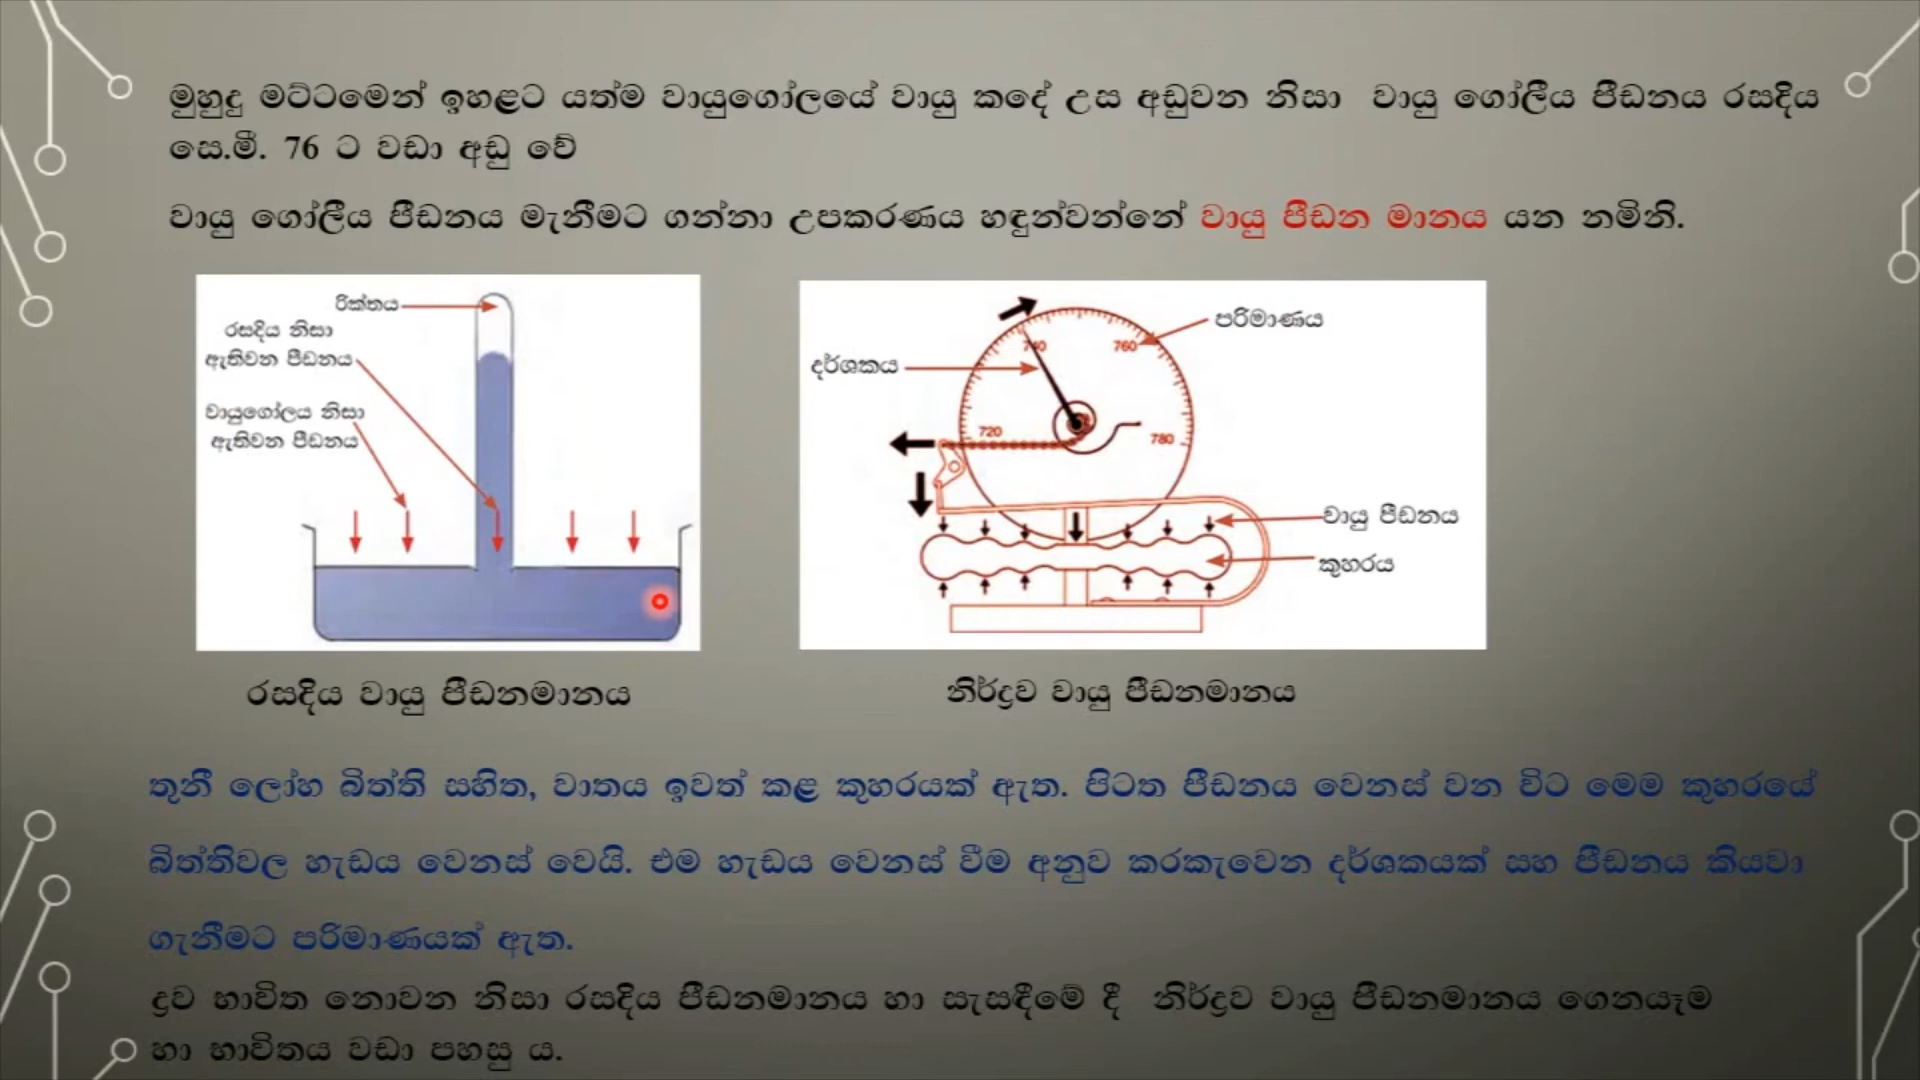 මුහුදු මට්ටමෙන් ඉහළට යත්ම වායුගෝලයේ වායු කදේ උස අඩුවන නිසා වායු ගෝලීය පීඩනය රසදිය
සෙ.මී. 76 ට වඩා අඩු වේ
වායු ගෝලීය පීඩනය මැනීමට ගන්නා උපකරණය හඳුන්වන්නේ වායු පීඩන මානය යන නමිනි.
රික්තය
රසදිය නිසා
ඇතිවන පීඩනය
වායුගෝලය නිසා
ඇතිවන පීඩනය
පරිමාණය
දර්ශකය
740
760
720
780
වායු පීඩනය
කුහරය
රසදිය වායු පීඩනමානය
නිර්ද්‍රව වායු පීඩනමානය
තුනී ලෝහ බිත්ති සහිත, වාතය ඉවත් කළ කුහරයක් ඇත. පිටත පීඩනය වෙනස් වන විට මෙම කුහරයේ
බිත්තිවල හැඩය වෙනස් වෙයි. එම හැඩය වෙනස් වීම අනුව කරකැවෙන දර්ශකයක් සහ පීඩනය කියවා
ගැනීමට පරිමාණයක් ඇත.
ද්‍රව භාවිත නොවන නිසා රසදිය පීඩනමානය හා සැසඳීමේ දී නිර්ද්‍රව වායු පීඩනමානය ගෙනයෑම
හා භාවිතය වඩා පහසු ය.